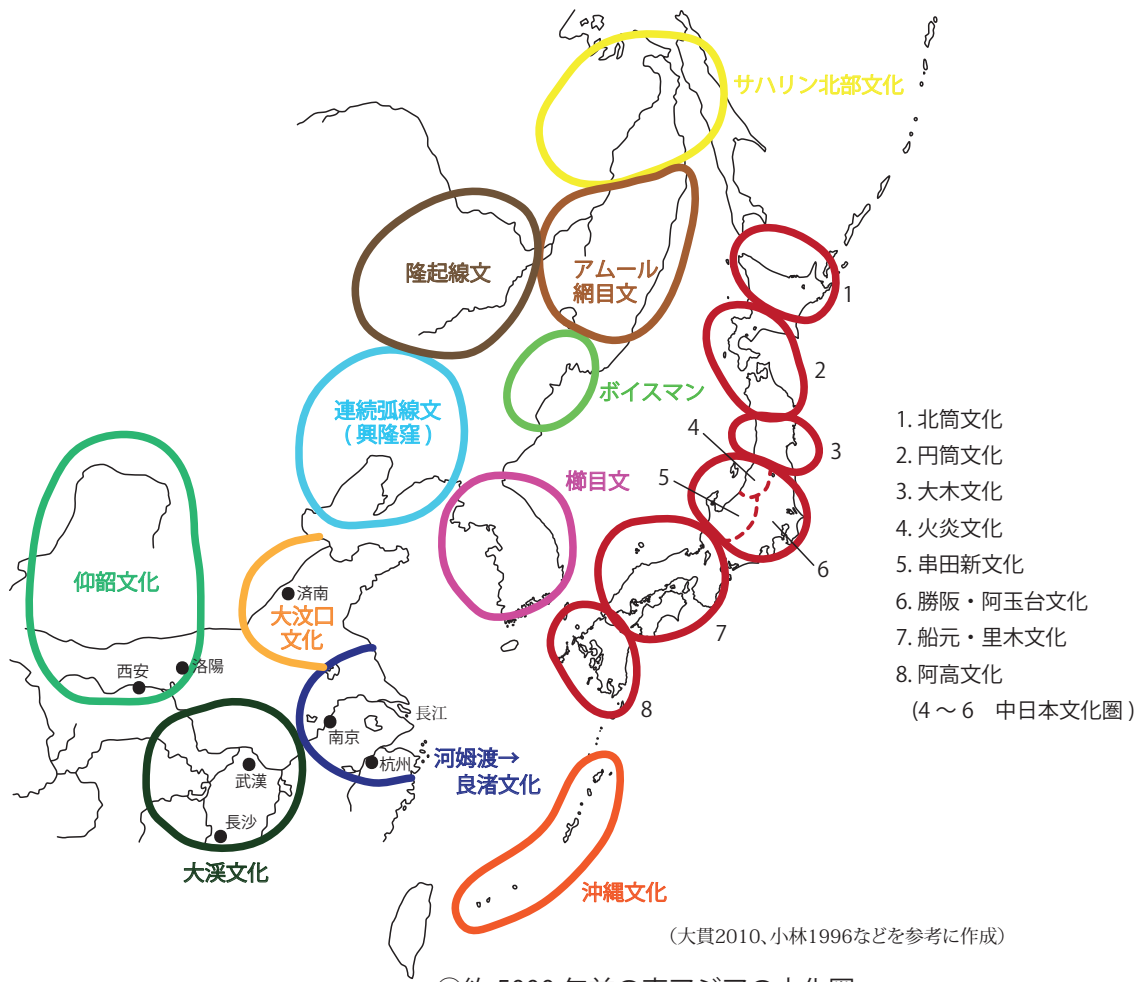 サハリン北部文化
隆起線文
アムール
網目文
1
2
ボイスマン
連続弧線文
(興隆窪)
4
3
5
櫛目文
6
仰韶文化
済南
大汶口
文化
7
西安
洛陽
8
長江
南京
河姆渡→
良渚文化
杭州
武漢
長沙
大渓文化
沖縄文化
1. 北筒文化
2. 円筒文化
3. 大木文化
4. 火炎文化
5. 串田新文化
6. 勝阪・阿玉台文化
7. 船元・里木文化
8. 阿高文化
(4～6　中日本文化圏)
（大貫2010、小林1996などを参考に作成）